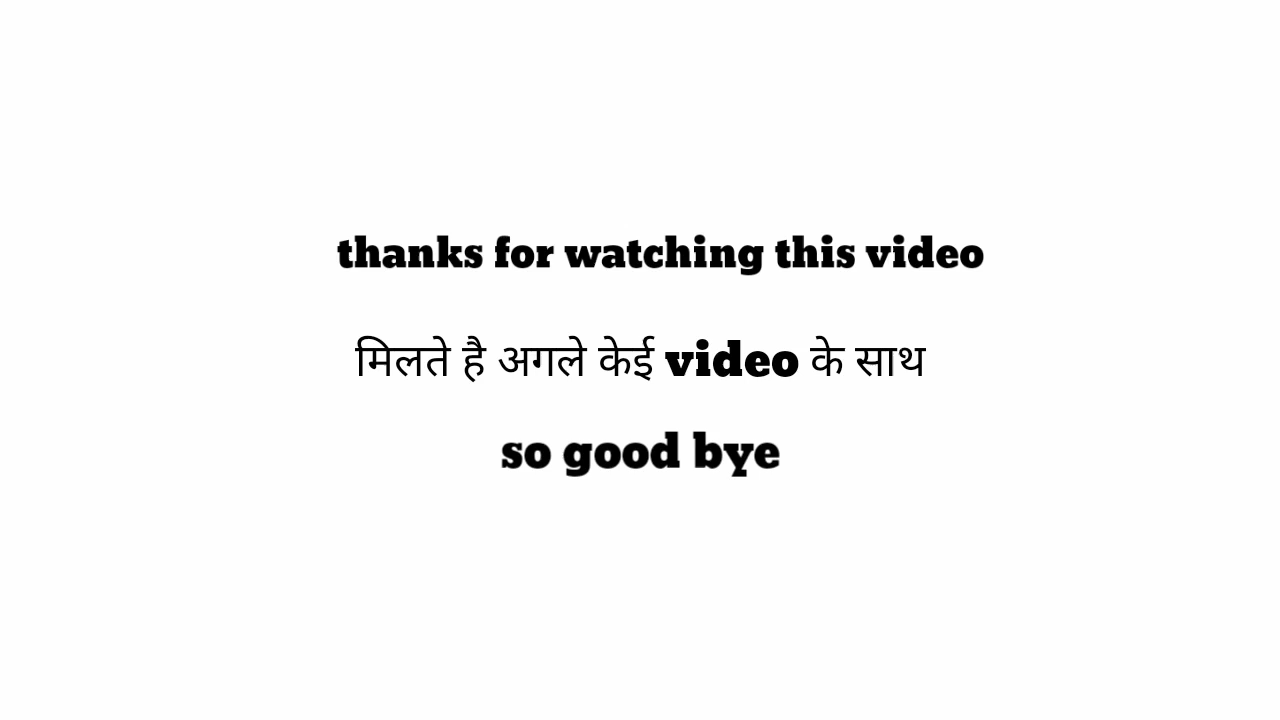 thanks for watching this video
मिलते है अगले केई video के साथ
so good bye